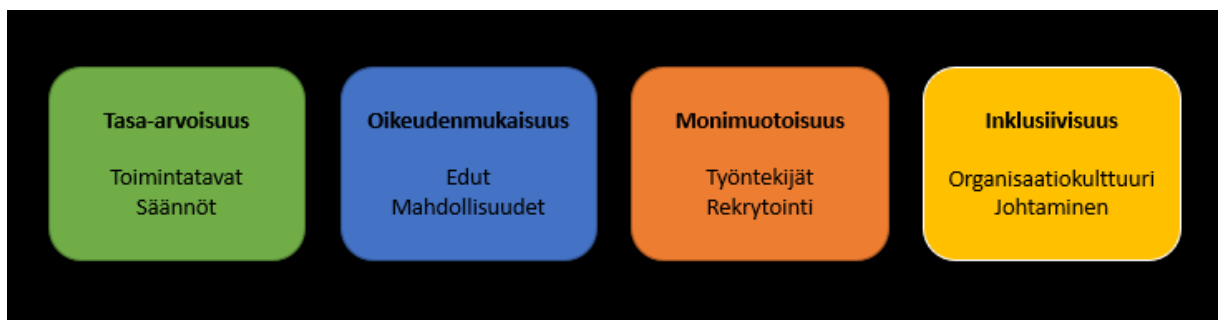 Tasa-arvoisuus
Toimintatavat
Säännöt
Oikeudenmukaisuus
Edut
Mahdollisuudet
Monimuotoisuus
Työntekijät
Rekrytointi
Inklusiivisuus
Organisaatiokulttuuri
Johtaminen